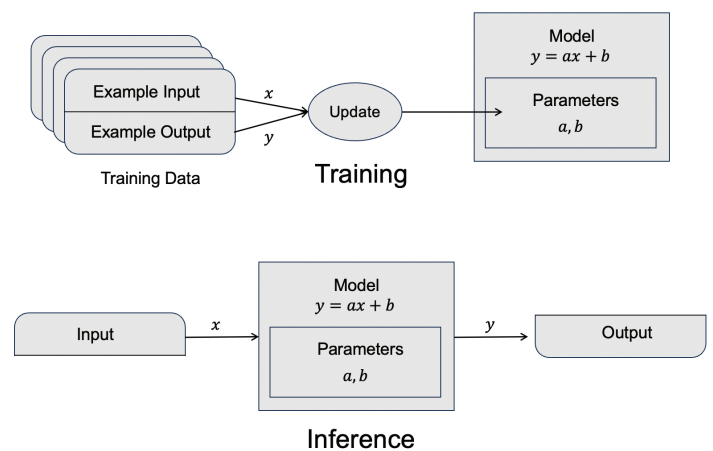 Example Input
Example Output
x
y
Update
Model
y = ax + b
Parameters
a, b
Training Data
Training
Input
x
Model
y = ax + b
Parameters
a, b
y
Output
Inference